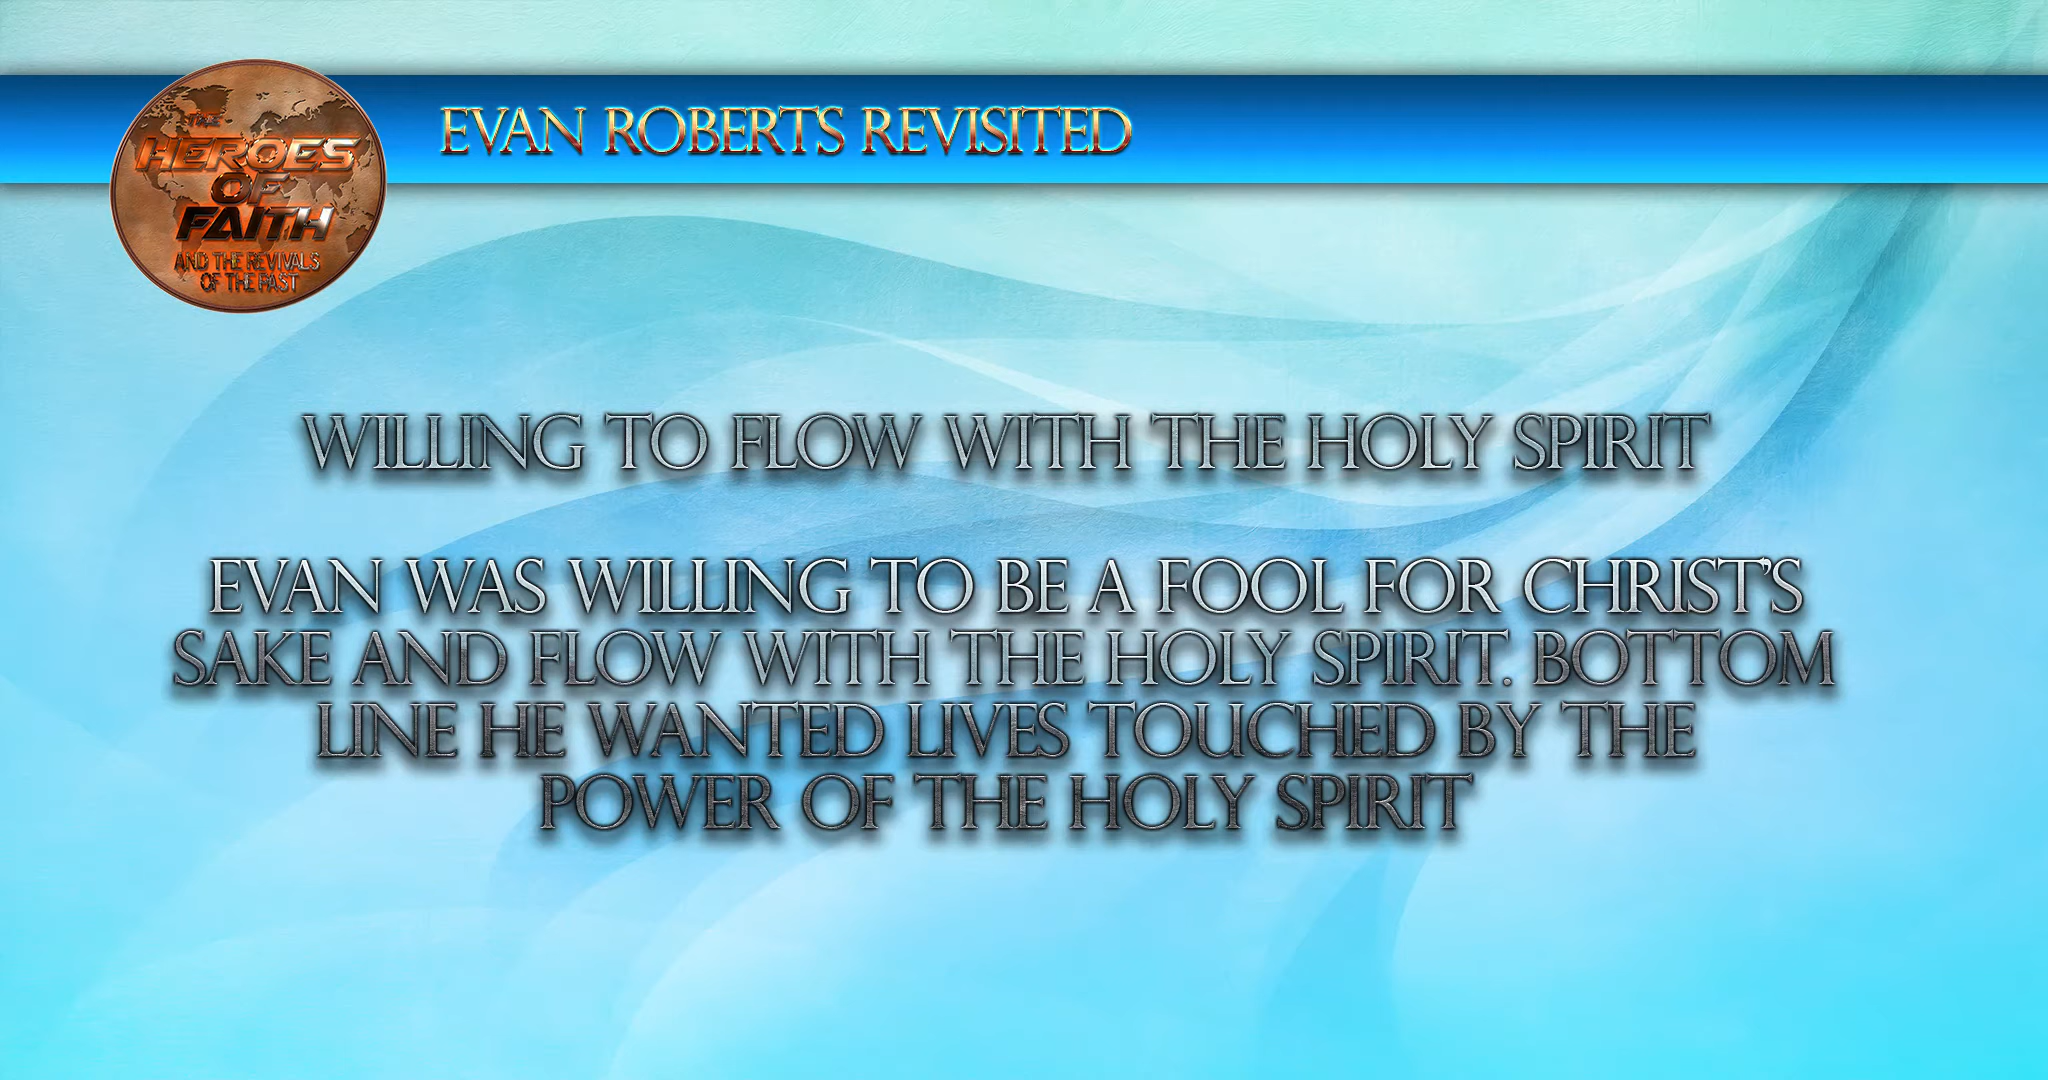 EVAN ROBERTS REVISITED
THE
HEROES
OF
FAITH
AND THE REVIVALS
OF THE PAST
WILLING TO FLOW WITH THE HOLY SPIRIT
EVAN WAS WILLING TO BE A FOOL FOR CHRIST'S
SAKE AND FLOW WITH THE HOLY SPIRIT. BOTTOM
LINE HE WANTED LIVES TOUCHED BY THE
POWER OF THE HOLY SPIRIT